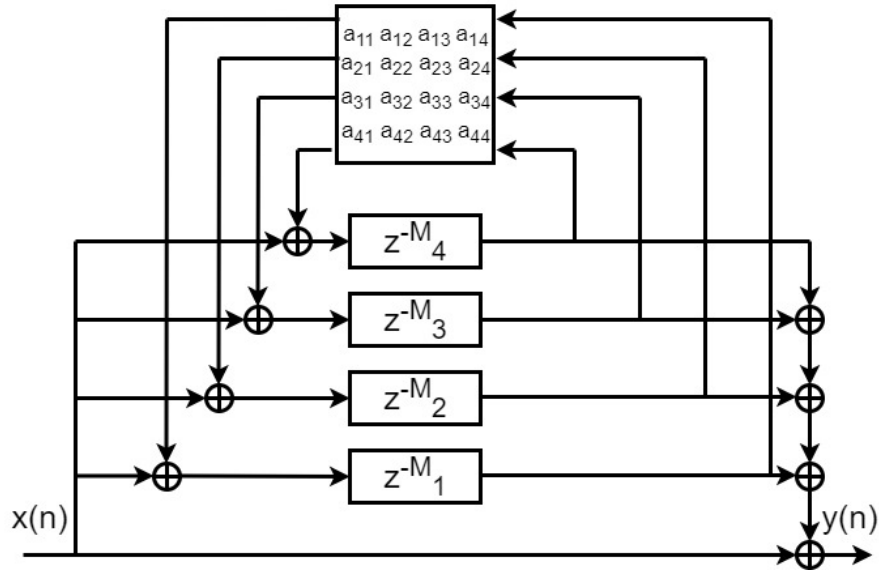 a11 a12 a13 a14
a21 a22 a23 a24
a31 a32 a33 a34
a41 a42 a43 a44
z-M4
z-M3
z-M2
z-M1
x(n)
y(n)